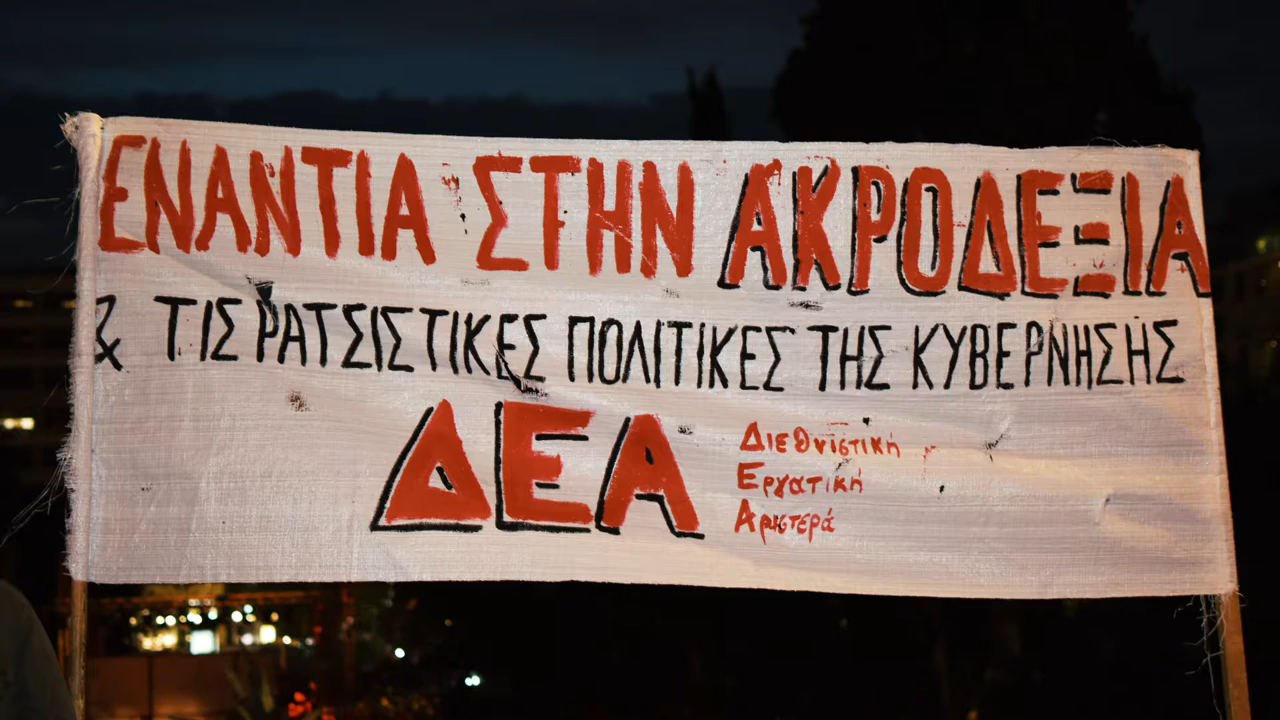 ΕΝΑΝΤΙΑ ΣΤΗΝ ΑΚΡΟΔΕΞΙΑ
& ΤΙΣ ΡΑΤΣΙΣΤΙΚΕΣ ΠΟΛΙΤΙΚΕΣ ΤΗΣ ΚΥΒΕΡΝΗΣΗΣ
ΔΕΑ
Διεθνιστική
Εργατική
Αριστερά